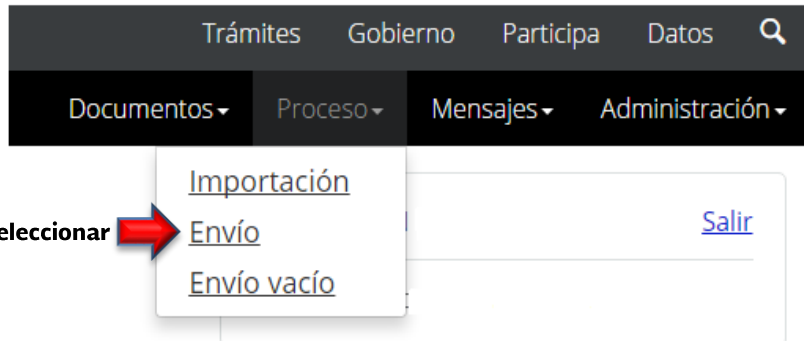 Trámites Gobierno Participa Datos
Documentos Proceso Mensajes Administración
Importación
eleccionar Envío Salir
Envío vacío